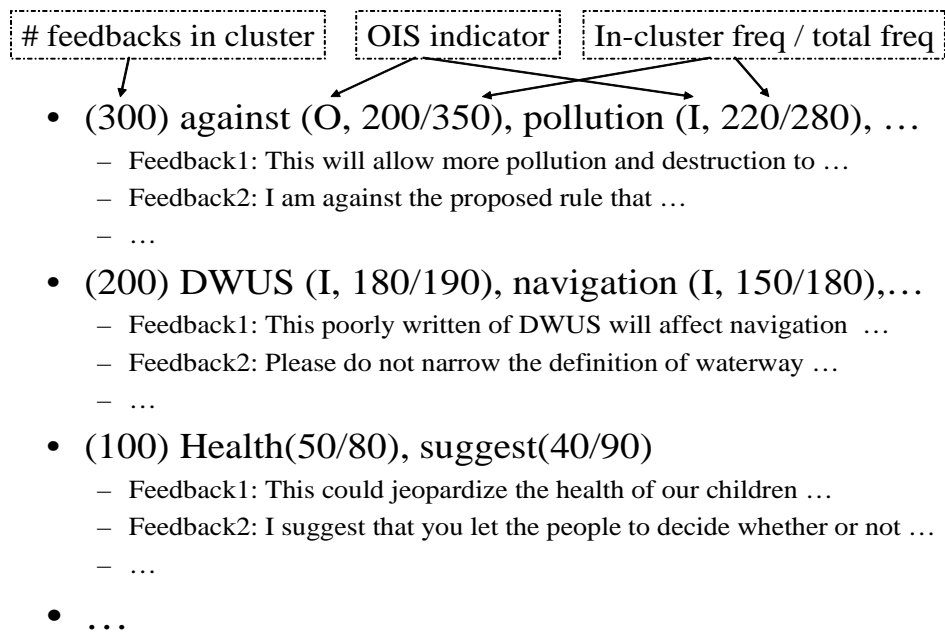 # feedbacks in cluster OIS indicator In-cluster freq / total freq
• (300) against (O, 200/350), pollution (I, 220/280), …
– Feedback1: This will allow more pollution and destruction to …
– Feedback2: I am against the proposed rule that …
– …
• (200) DWUS (I, 180/190), navigation (I, 150/180),…
– Feedback1: This poorly written of DWUS will affect navigation …
– Feedback2: Please do not narrow the definition of waterway …
– …
• (100) Health(50/80), suggest(40/90)
– Feedback1: This could jeopardize the health of our children …
– Feedback2: I suggest that you let the people to decide whether or not …
– …
• …